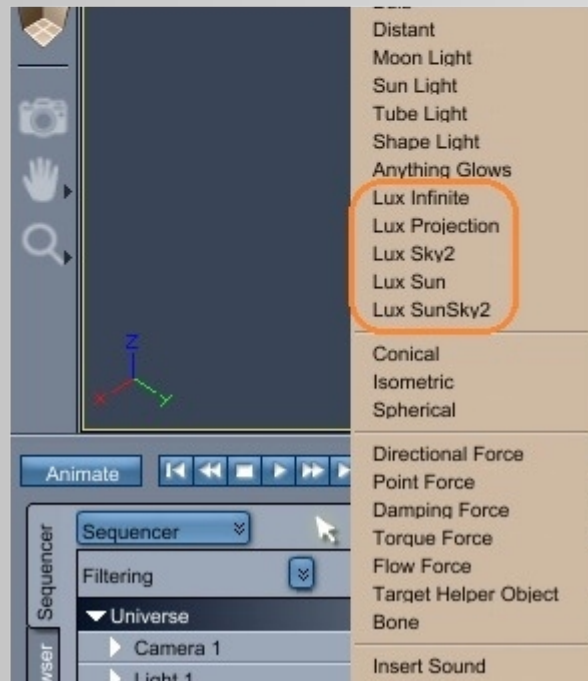 Distant
Moon Light
Sun Light
Tube Light
Shape Light
Anything Glows
Lux Infinite
Lux Projection
Lux Sky2
Lux Sun
Lux SunSky2
Conical
Isometric
Spherical
Directional Force
Point Force
Damping Force
Torque Force
Flow Force
Target Helper Object
Bone
Insert Sound
Z
X
Y
Animate
Sequencer
Sequencer
Filtering
Universe
Camera 1
Light 1